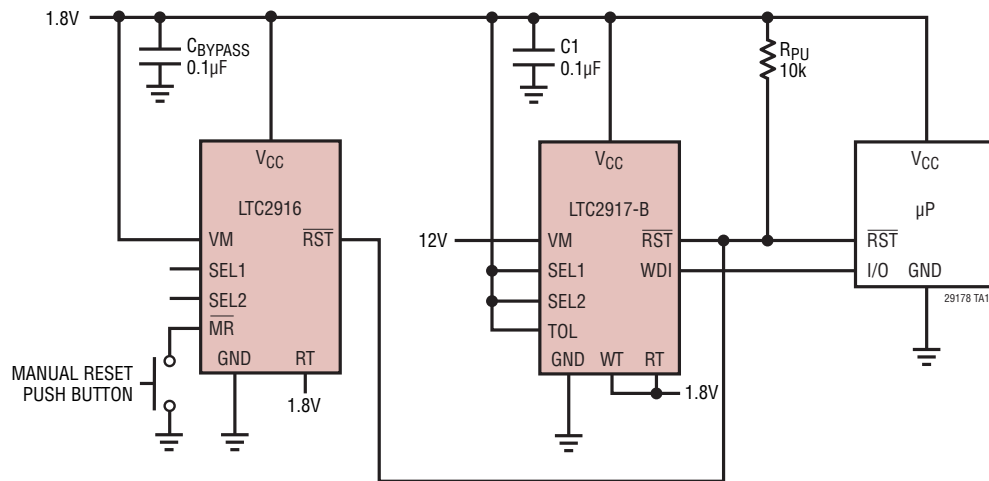 1.8V
CBYPASS
0.1µF
C1
0.1µF
RPU
10k
VCC
LTC2916
VM
RST
SEL1
SEL2
MR
GND
RT
1.8V
MANUAL RESET
PUSH BUTTON
12V
VCC
LTC2917-B
VM
RST
SEL1
WDI
SEL2
TOL
GND
WT
RT
1.8V
VCC
µP
RST
I/O
GND
29178 TA1